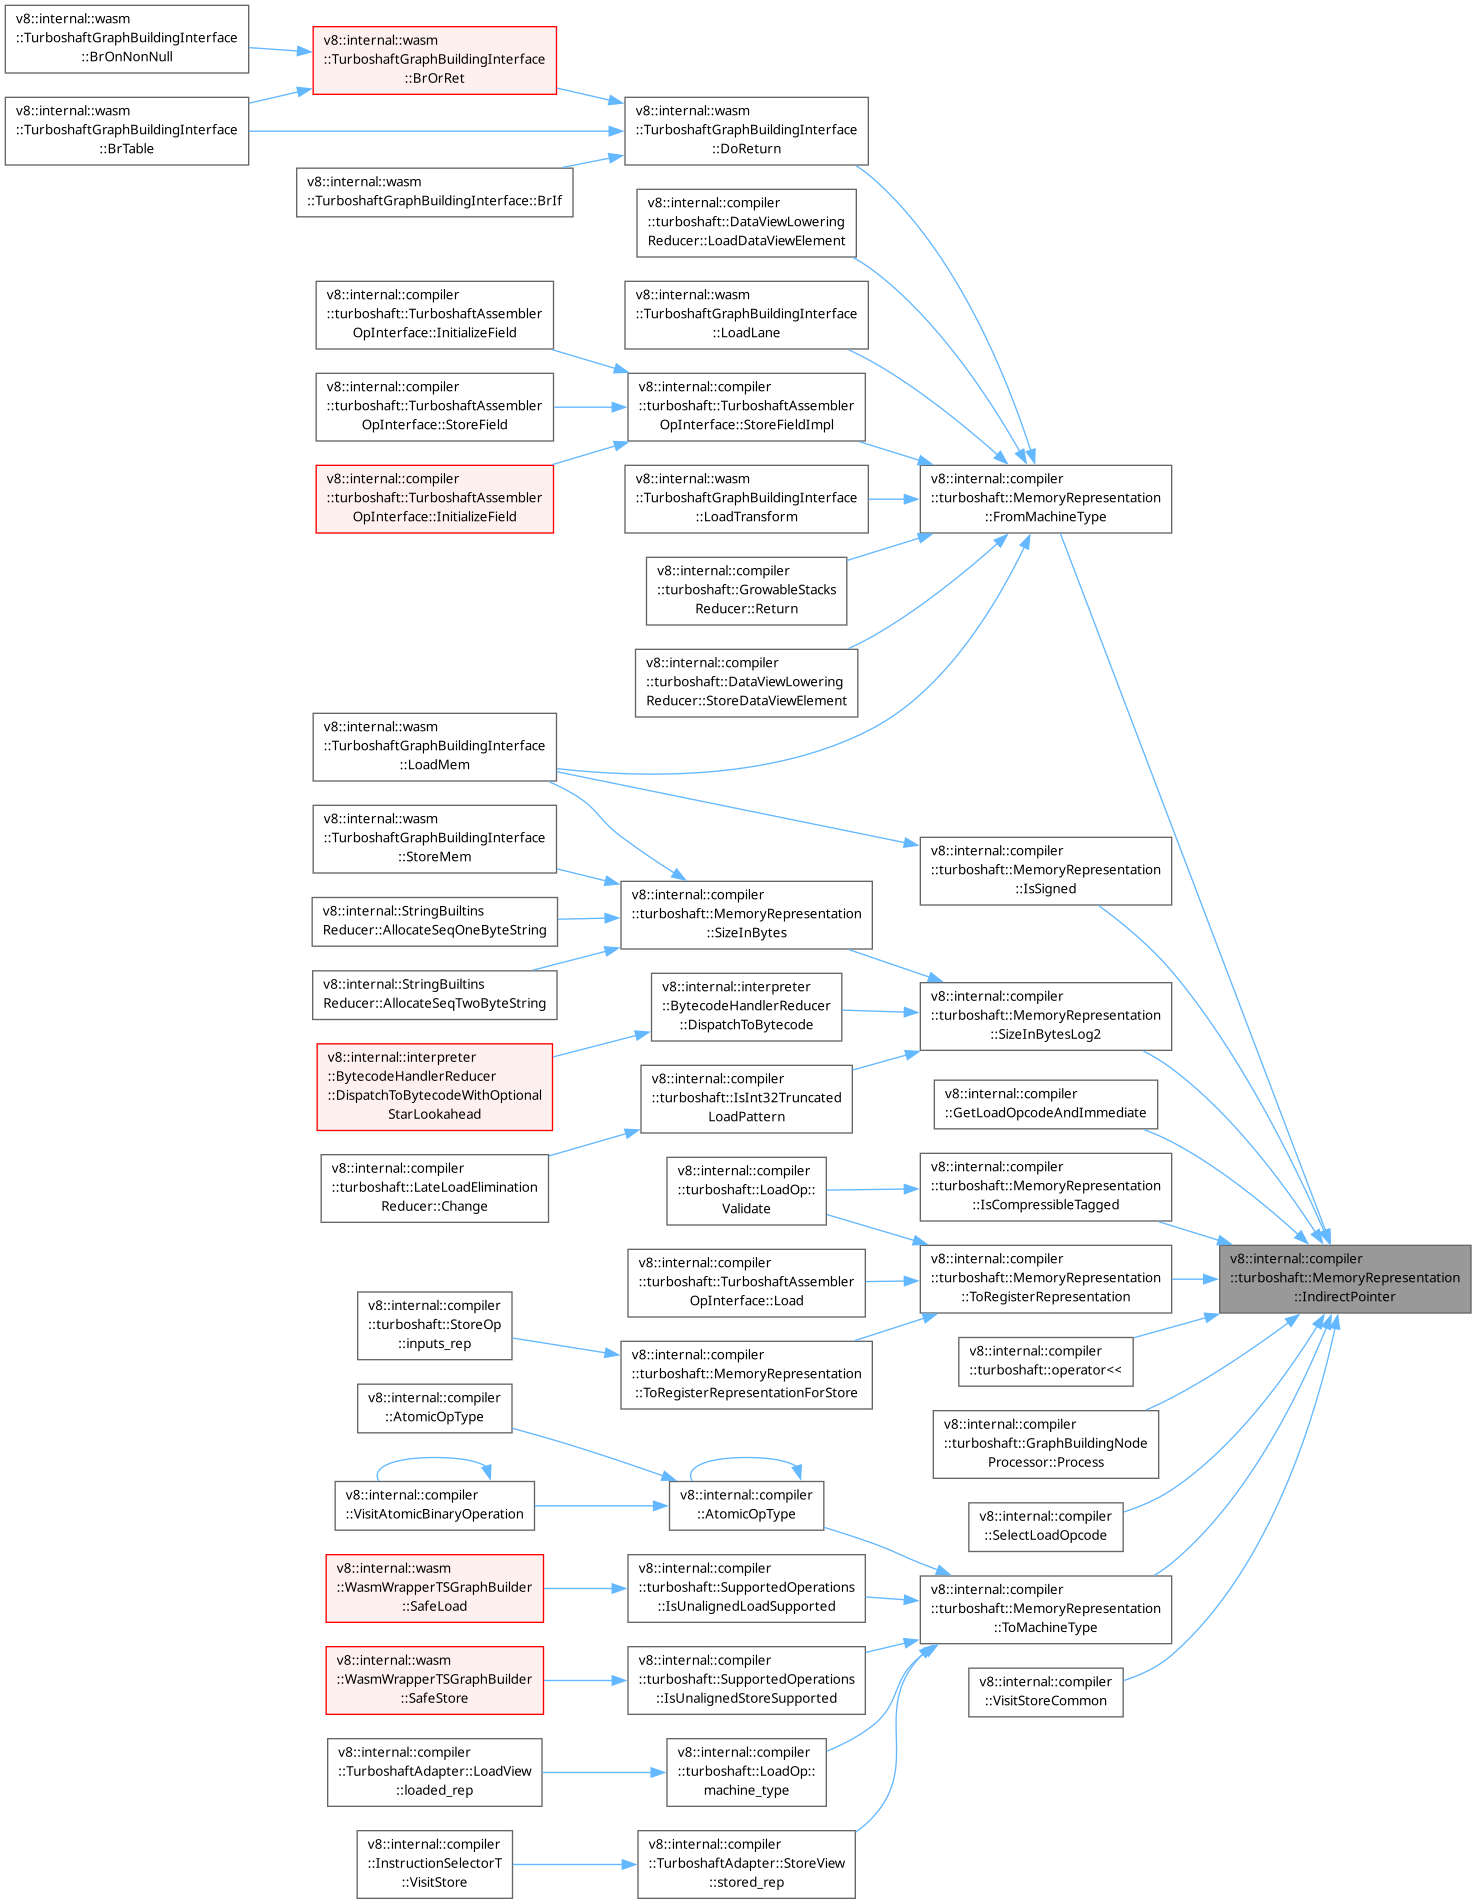 v8::internal::wasm
::TurboshaftGraphBuildingInterface
::BrOnNonNull
v8::internal::wasm
::TurboshaftGraphBuildingInterface
::BrTable
v8::internal::wasm
::TurboshaftGraphBuildingInterface
::BrOrRet
v8::internal::wasm
::TurboshaftGraphBuildingInterface::BrIf
v8::internal::wasm
::TurboshaftGraphBuildingInterface
::DoReturn
v8::internal::compiler
::turboshaft::DataViewLowering
Reducer::LoadDataViewElement
v8::internal::compiler
::turboshaft::TurboshaftAssembler
OpInterface::InitializeField
v8::internal::wasm
::TurboshaftGraphBuildingInterface
::LoadLane
v8::internal::compiler
::turboshaft::TurboshaftAssembler
OpInterface::StoreField
v8::internal::compiler
::turboshaft::TurboshaftAssembler
OpInterface::StoreFieldImpl
v8::internal::compiler
::turboshaft::TurboshaftAssembler
OpInterface::InitializeField
v8::internal::wasm
::TurboshaftGraphBuildingInterface
::LoadTransform
v8::internal::compiler
::turboshaft::MemoryRepresentation
::FromMachineType
v8::internal::compiler
::turboshaft::GrowableStacks
Reducer::Return
v8::internal::compiler
::turboshaft::DataViewLowering
Reducer::StoreDataViewElement
v8::internal::wasm
::TurboshaftGraphBuildingInterface
::LoadMem
v8::internal::wasm
::TurboshaftGraphBuildingInterface
::StoreMem
v8::internal::compiler
::turboshaft::MemoryRepresentation
::IsSigned
v8::internal::StringBuiltins
Reducer::AllocateSeqOneByteString
v8::internal::compiler
::turboshaft::MemoryRepresentation
::SizeInBytes
v8::internal::StringBuiltins
Reducer::AllocateSeqTwoByteString
v8::internal::interpreter
::BytecodeHandlerReducer
::DispatchToBytecode
v8::internal::compiler
::turboshaft::MemoryRepresentation
::SizeInBytesLog2
v8::internal::interpreter
::BytecodeHandlerReducer
::DispatchToBytecodeWithOptional
StarLookahead
v8::internal::compiler
::turboshaft::IsInt32Truncated
LoadPattern
v8::internal::compiler
::GetLoadOpcodeAndImmediate
v8::internal::compiler
::turboshaft::LateLoadElimination
Reducer::Change
v8::internal::compiler
::turboshaft::LoadOp::
Validate
v8::internal::compiler
::turboshaft::MemoryRepresentation
::IsCompressibleTagged
v8::internal::compiler
::turboshaft::TurboshaftAssembler
OpInterface::Load
v8::internal::compiler
::turboshaft::MemoryRepresentation
::ToRegisterRepresentation
v8::internal::compiler
::turboshaft::MemoryRepresentation
::IndirectPointer
v8::internal::compiler
::turboshaft::StoreOp
::inputs_rep
v8::internal::compiler
::turboshaft::MemoryRepresentation
::ToRegisterRepresentationForStore
v8::internal::compiler
::turboshaft::operator<<
v8::internal::compiler
::AtomicOpType
v8::internal::compiler
::turboshaft::GraphBuildingNode
Processor::Process
v8::internal::compiler
::VisitAtomicBinaryOperation
v8::internal::compiler
::AtomicOpType
v8::internal::compiler
::SelectLoadOpcode
v8::internal::wasm
::WasmWrapperTSGraphBuilder
::SafeLoad
v8::internal::compiler
::turboshaft::SupportedOperations
::IsUnalignedLoadSupported
v8::internal::compiler
::turboshaft::MemoryRepresentation
::ToMachineType
v8::internal::wasm
::WasmWrapperTSGraphBuilder
::SafeStore
v8::internal::compiler
::turboshaft::SupportedOperations
::IsUnalignedStoreSupported
v8::internal::compiler
::VisitStoreCommon
v8::internal::compiler
::TurboshaftAdapter::LoadView
::loaded_rep
v8::internal::compiler
::turboshaft::LoadOp::
machine_type
v8::internal::compiler
::InstructionSelectorT
::VisitStore
v8::internal::compiler
::TurboshaftAdapter::StoreView
::stored_rep